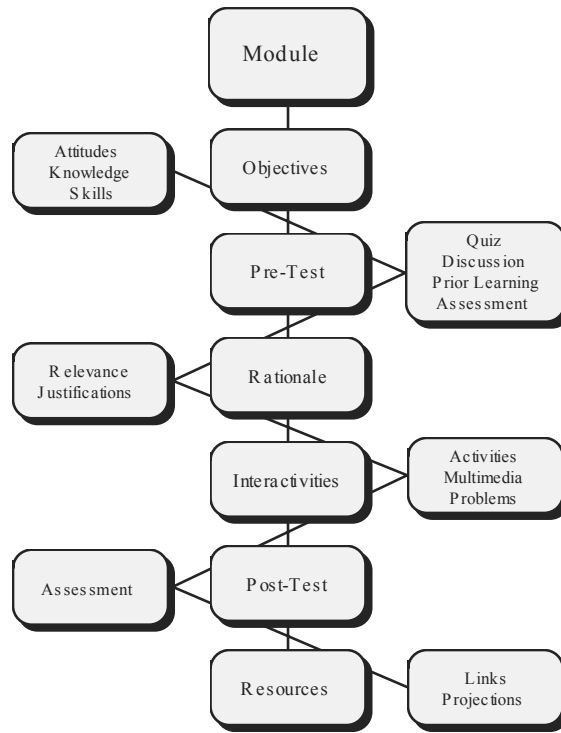 Module
Objectives
Attitudes
Knowledge
Skills
Pre-Test
Quiz
Discussion
Prior Learning
Assessment
Rationale
Relevance
Justifications
Interactivities
Activities
Multimedia
Problems
Post-Test
Assessment
Resources
Links
Projections